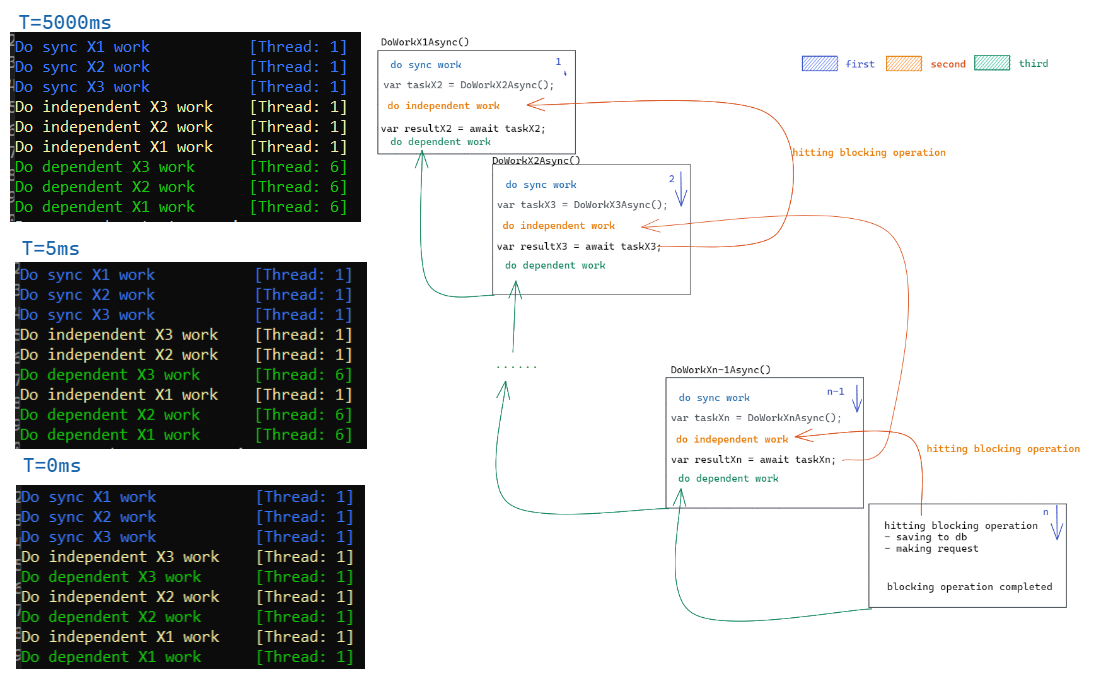 T=5000ms
Do sync X1 work [Thread: 1]
Do sync X2 work [Thread: 1]
Do sync X3 work [Thread: 1]
Do independent X3 work [Thread: 1]
Do independent X2 work [Thread: 1]
Do independent X1 work [Thread: 1]
Do dependent X3 work [Thread: 6]
Do dependent X2 work [Thread: 6]
Do dependent X1 work [Thread: 6]
T=5ms
Do sync X1 work [Thread: 1]
Do sync X2 work [Thread: 1]
Do sync X3 work [Thread: 1]
Do independent X3 work [Thread: 1]
Do independent X2 work [Thread: 1]
Do dependent X3 work [Thread: 6]
Do independent X1 work [Thread: 1]
Do dependent X2 work [Thread: 6]
Do dependent X1 work [Thread: 6]
T=0ms
Do sync X1 work [Thread: 1]
Do sync X2 work [Thread: 1]
Do sync X3 work [Thread: 1]
Do independent X3 work [Thread: 1]
Do dependent X3 work [Thread: 1]
Do independent X2 work [Thread: 1]
Do dependent X2 work [Thread: 1]
Do independent X1 work [Thread: 1]
Do dependent X1 work [Thread: 1]
DoWorkX1Async()
do sync work 1
var taskX2 = DoWorkX2Async();
do independent work
var resultX2 = await taskX2;
do dependent work
first second third
hitting blocking operation
DoWorkX2Async()
do sync work 2
var taskX3 = DoWorkX3Async();
do independent work
var resultX3 = await taskX3;
do dependent work
......
DoWorkXn-1Async()
do sync work n-1
var taskXn = DoWorkXnAsync();
do independent work
var resultXn = await taskXn;
do dependent work
hitting blocking operation
n
hitting blocking operation
- saving to db
- making request
blocking operation completed